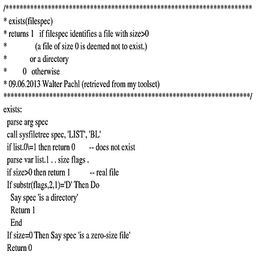 /*********************************************************************
* exists(filespec)
* returns 1 if filespec identifies a file with size>0
* (a file of size 0 is deemed not to exist.)
* or a directory
* 0 otherwise
* 09.06.2013 Walter Pachl (retrieved from my toolset)
*********************************************************************/
exists:
parse arg spec
call sysfiletree spec, 'LIST', 'BL'
if list.0\=1 then return 0 -- does not exist
parse var list.1 . . size flags .
if size>0 then return 1 -- real file
If substr(flags,2,1)='D' Then Do
Say spec 'is a directory'
Return 1
End
If size=0 Then Say spec 'is a zero-size file'
Return 0